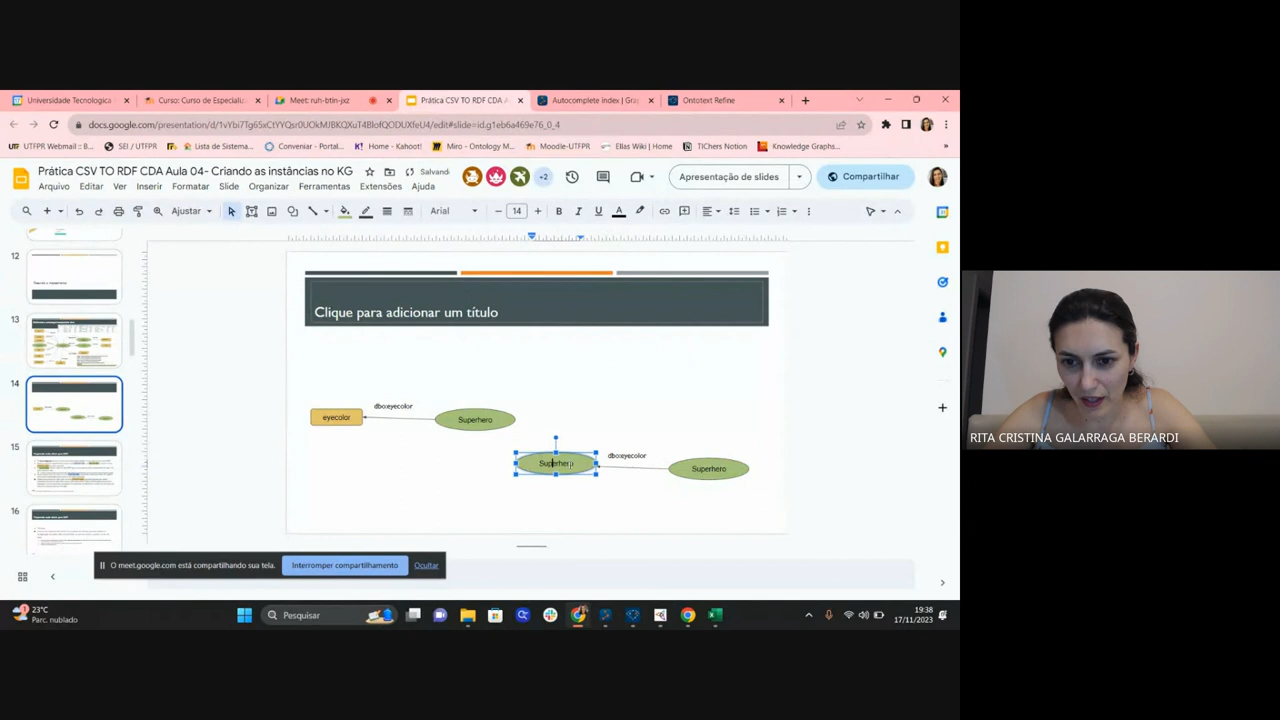 Universidade Tecnologica
Curso: Curso de Especializ
Meet: ruh-btin-jxz
Prática CSV TO RDF CDA A
Autocomplete index | Gra
Ontotext Refine
docs.google.com/presentation/d/1vYbi7Tg65xCtYYQsr0UOkMJBKQXuT4BlofQODUXfeU4/edit#slide=id.g1eb6a469e76_0_4
UTFPR Webmail :: B...
SEI / UTFPR
Lista de Sistema...
Conveniar - Portal...
Home - Kahoot!
Miro - Ontology M...
Moodle-UTFPR
Elias Wiki | Home
TIChers Notion
Knowledge Graphs...
Prática CSV TO RDF CDA Aula 04- Criando as instâncias no KG
Salvando
+2
Apresentação de slides
Compartilhar
Arquivo Editar Ver Inserir Formatar Slide Organizar Ferramentas Extensões Ajuda
Ajustar
Arial
14
B I U A
12
13
14
15
16
Clique para adicionar um título
dbo:eyecolor
eyecolor
Superhero
dbo:eyecolor
Superhero
Superhero
O meet.google.com está compartilhando sua tela.
Interromper compartilhamento
Ocultar
RITA CRISTINA GALARRAGA BERARDI
23°C
Parc. nublado
Pesquisar
19:38
17/11/2023